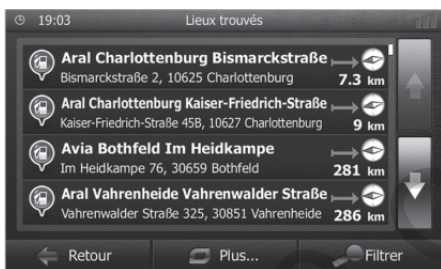 19:03 Lieux trouvés
Aral Charlottenburg Bismarckstraße
Bismarckstraße 2, 10625 Charlottenburg 7.3 km
Aral Charlottenburg Kaiser-Friedrich-Straße
Kaiser-Friedrich-Straße 45B, 10627 Charlottenburg 9 km
Avia Bothfeld Im Heidkampe
Im Heidkampe 76, 30659 Bothfeld 281 km
Aral Vahrenheide Vahrenwalder Straße
Vahrenwalder Straße 325, 30851 Vahrenheide 286 km
Retour Plus... Filtrer